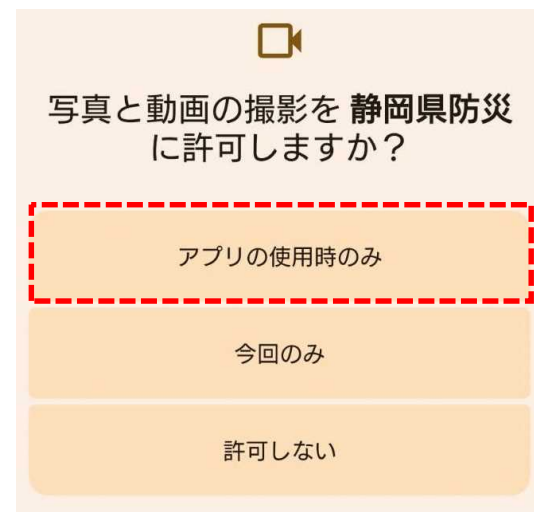 写真と動画の撮影を 静岡県防災
に許可しますか？
アプリの使用時のみ
今回のみ
許可しない